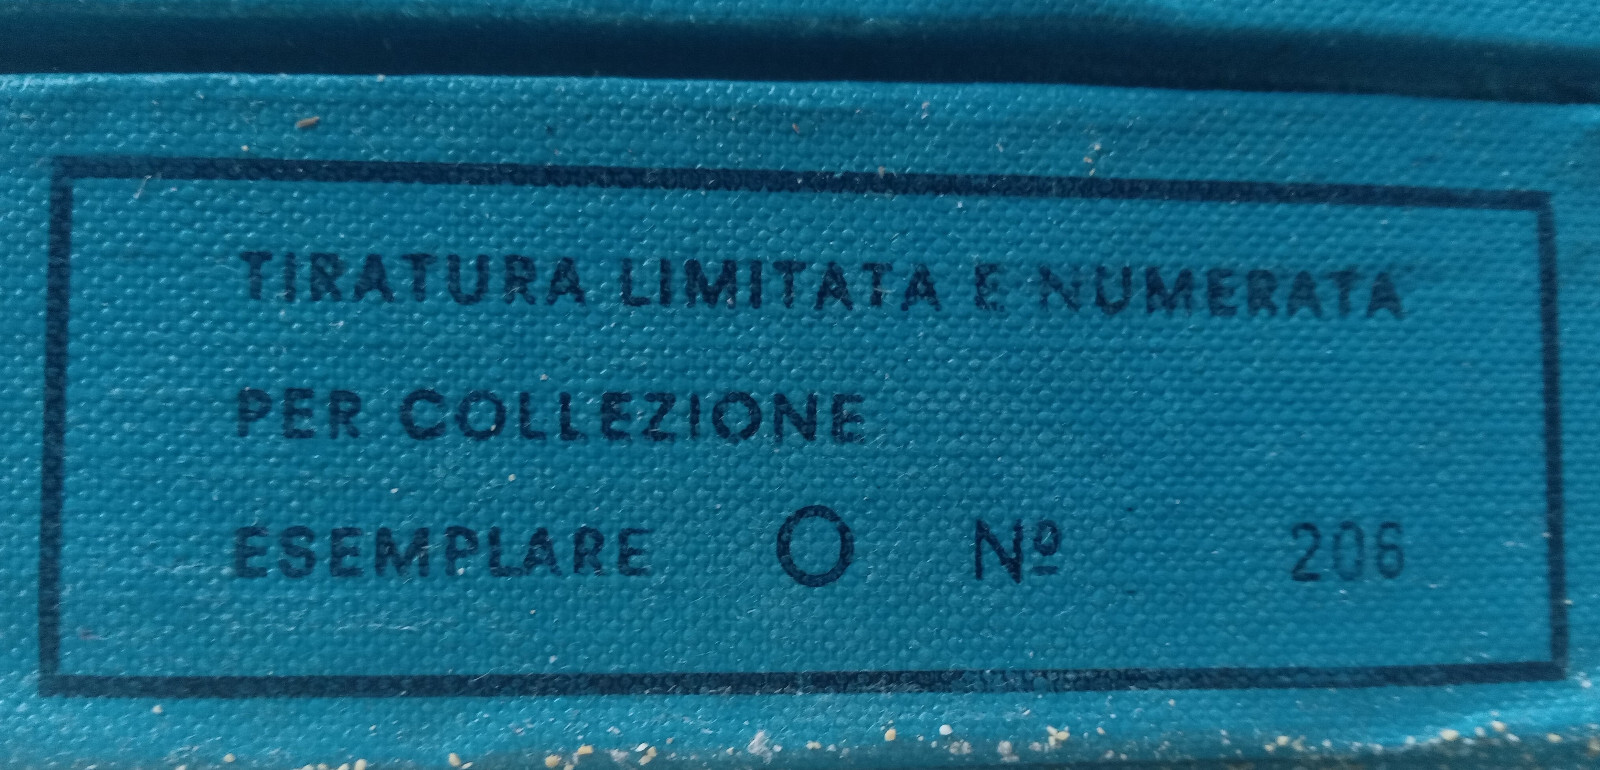 TIRATURA LIMITATA E NUMERATA
PER COLLEZIONE
ESEMPLARE O Nº 206